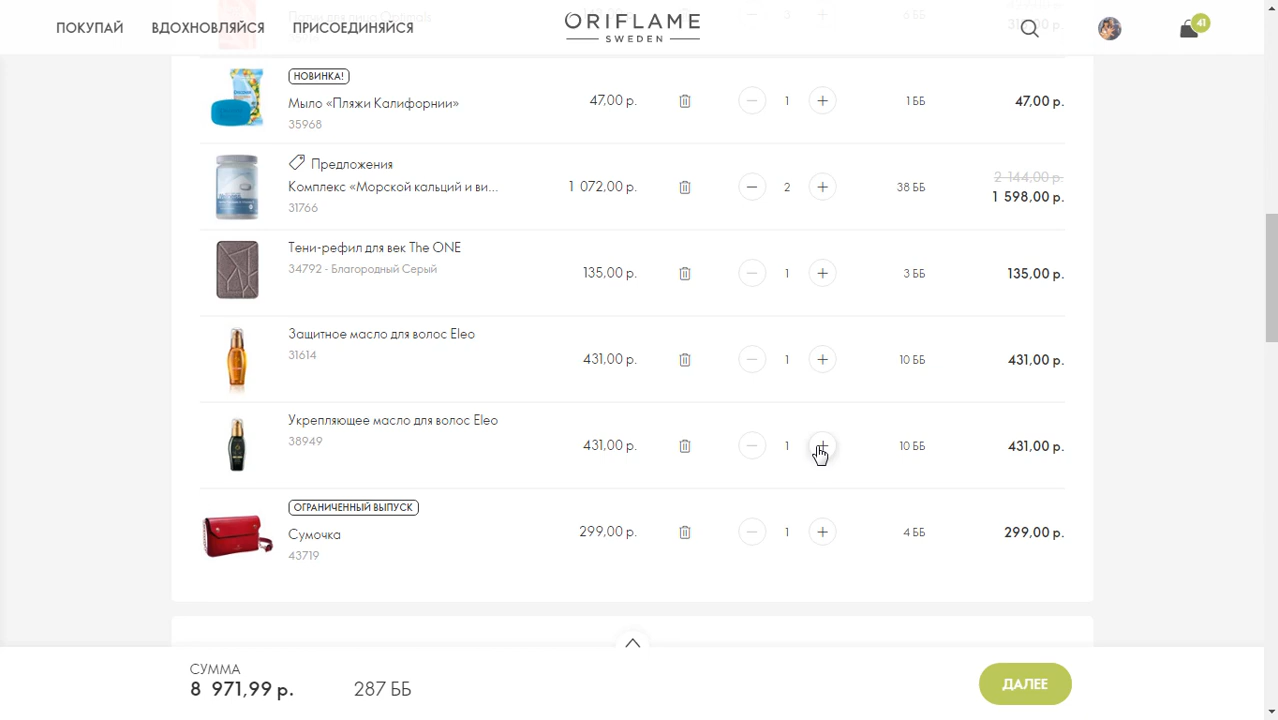 ПОКУПАЙ ВДОХНОВЛЯЙСЯ ПРИСОЕДИНЯЙСЯ ORIFLAME 41
SWEDEN
НОВИНКА!
Мыло «Пляжи Калифорнии» 47,00 р. 1 1 ББ 47,00 р.
35968
Предложения
2 144,00 р.
Комплекс «Морской кальций и ви... 1 072,00 р. 2 38 ББ 1 598,00 р.
31766
Тени-рефил для век The ONE
34792 - Благородный Серый 135,00 р. 1 3 ББ 135,00 р.
Защитное масло для волос Eleo
31614 431,00 р. 1 10 ББ 431,00 р.
Укрепляющее масло для волос Eleo
38949 431,00 р. 1 10 ББ 431,00 р.
ОГРАНИЧЕННЫЙ ВЫПУСК
Сумочка 299,00 р. 1 4 ББ 299,00 р.
43719
СУММА
8 971,99 р. 287 ББ ДАЛЕЕ